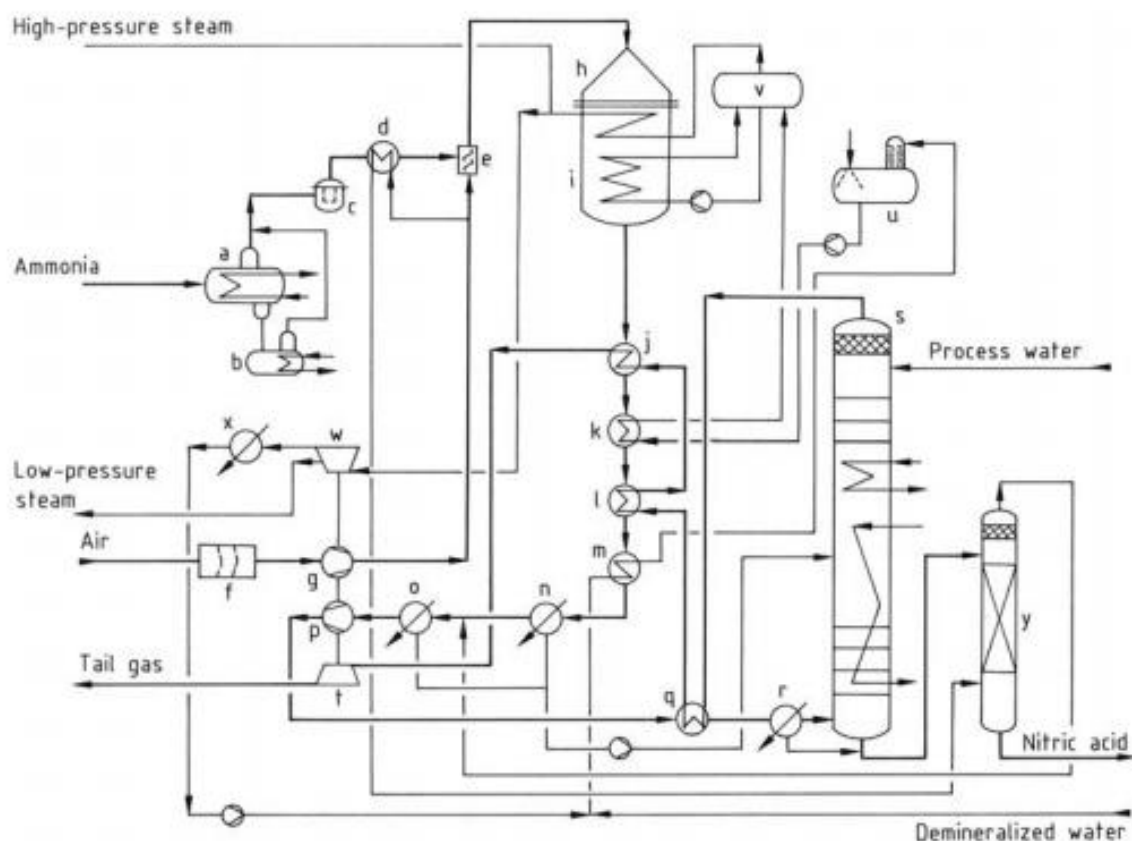 High-pressure steam
h
v
d
e
i
c
u
a
Ammonia
s
j
b
Process water
x
w
k
Low-pressure
steam
l
Air
m
f
g
o
n
y
p
Tail gas
t
q
r
Nitric acid
Demineralized water